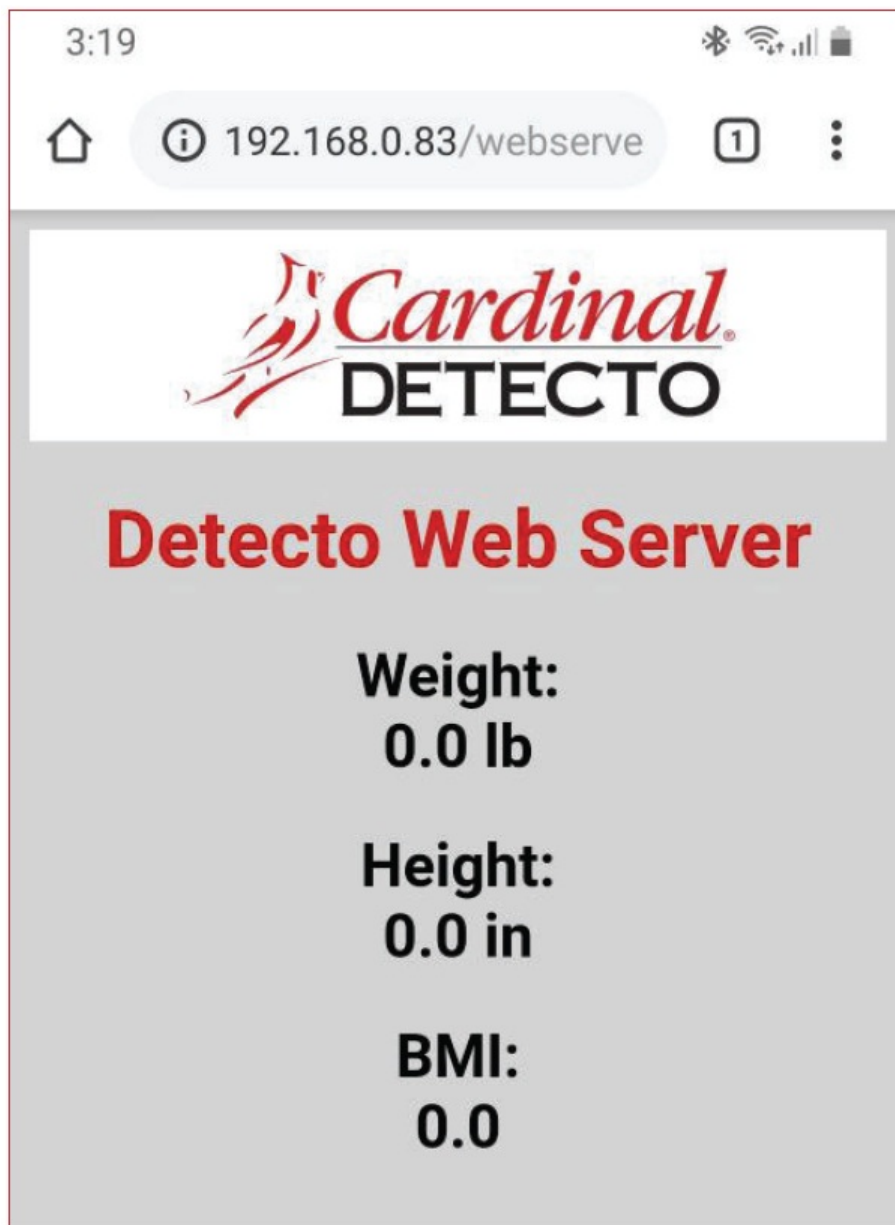 3:19
1
192.168.0.83/webserve
Cardinal®
DETECTO
Detecto Web Server
Weight:
0.0 lb
Height:
0.0 in
BMI:
0.0